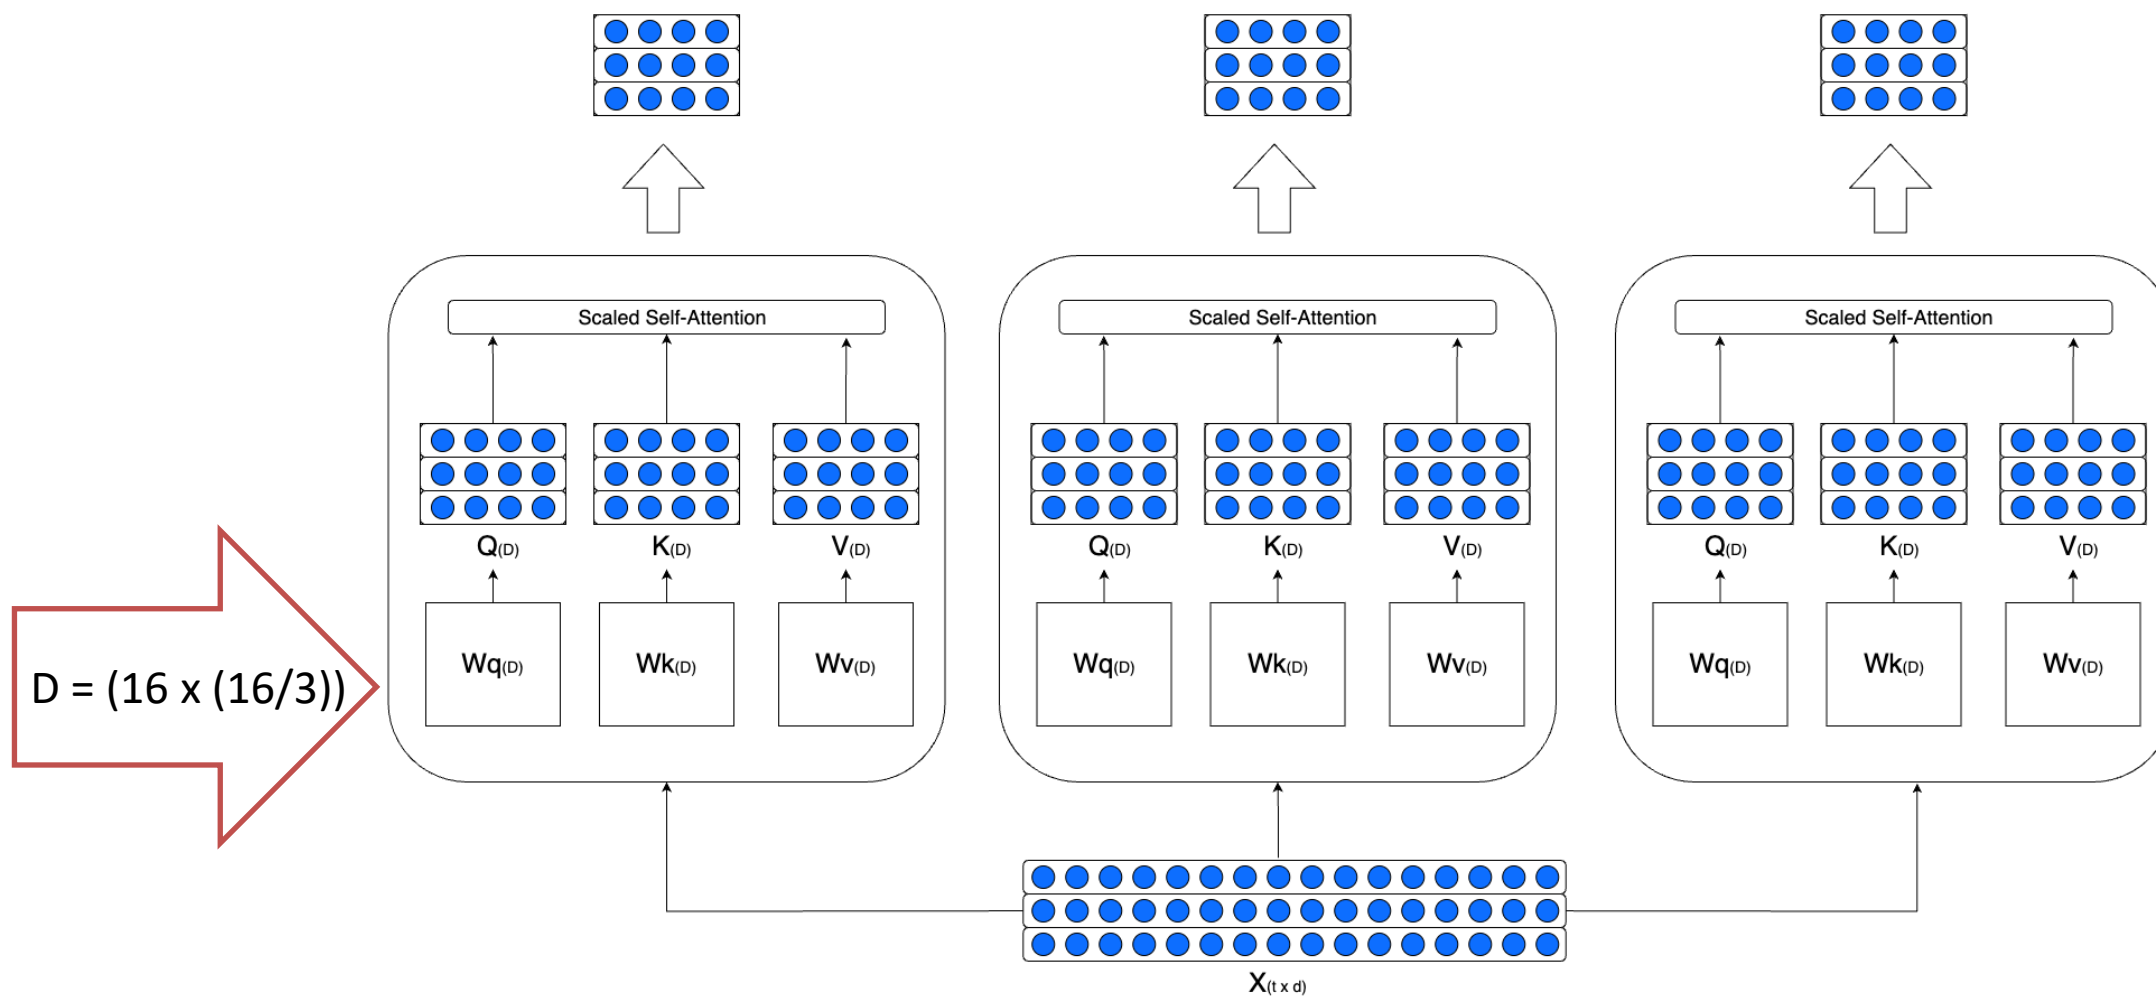 Scaled Self-Attention Scaled Self-Attention Scaled Self-Attention
Q(D) K(D) V(D) Q(D) K(D) V(D) Q(D) K(D) V(D)
Wq(D) Wk(D) Wv(D) Wq(D) Wk(D) Wv(D) Wq(D) Wk(D) Wv(D)
D = (16 x (16/3))
X(t x d)